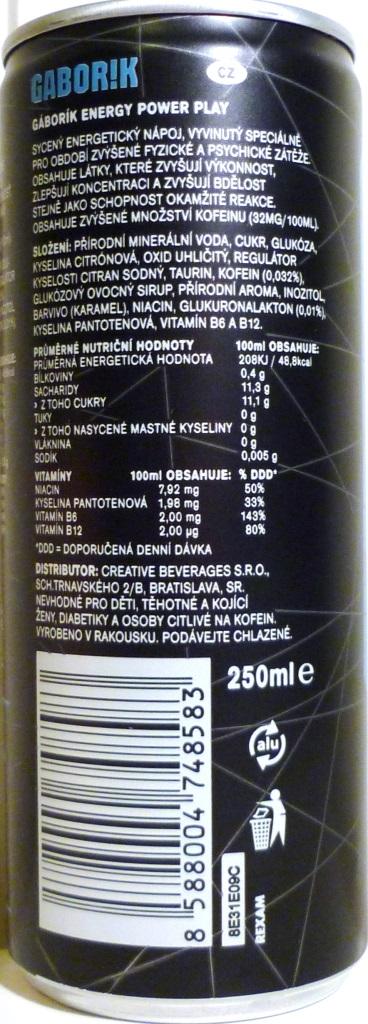 GABOR!K
CZ
GÁBORÍK ENERGY POWER PLAY
SYCENÝ ENERGETICKÝ NÁPOJ, VYVINUTÝ SPECIÁLNĚ
PRO OBDOBÍ ZVÝŠENÉ FYZICKÉ A PSYCHICKÉ ZÁTĚŽE.
OBSAHUJE LÁTKY, KTERÉ ZVYŠUJÍ VÝKONNOST,
ZLEPŠUJÍ KONCENTRACI A ZVYŠUJÍ BDĚLOST
STEJNĚ JAKO SCHOPNOST OKAMŽITÉ REAKCE.
OBSAHUJE ZVÝŠENÉ MNOŽSTVÍ KOFEINU (32MG/100ML).
SLOŽENÍ: PŘÍRODNÍ MINERÁLNÍ VODA, CUKR, GLUKÓZA,
KYSELINA CITRÓNOVÁ, OXID UHLIČITÝ, REGULÁTOR
KYSELOSTI CITRAN SODNÝ, TAURIN, KOFEIN (0,032%),
GLUKÓZOVÝ OVOCNÝ SIRUP, PŘÍRODNÍ AROMA, INOZITOL,
BARVIVO (KARAMEL), NIACIN, GLUKURONALAKTON (0,01%),
KYSELINA PANTOTENOVÁ, VITAMÍN B6 A B12.
PRŮMĚRNÉ NUTRIČNÍ HODNOTY 100ml OBSAHUJE:
PRŮMĚRNÁ ENERGETICKÁ HODNOTA 208KJ / 48,8kcal
BÍLKOVINY 0,4 g
SACHARIDY 11,3 g
> Z TOHO CUKRY 11,1 g
TUKY 0 g
> Z TOHO NASYCENÉ MASTNÉ KYSELINY 0 g
VLÁKNINA 0 g
SODÍK 0,005 g
VITAMÍNY 100ml OBSAHUJE: % DDD*
NIACIN 7,92 mg 50%
KYSELINA PANTOTENOVÁ 1,98 mg 33%
VITAMÍN B6 2,00 mg 143%
VITAMÍN B12 2,00 µg 80%
*DDD = DOPORUČENÁ DENNÍ DÁVKA
DISTRIBUTOR: CREATIVE BEVERAGES S.R.O.,
SCH.TRNAVSKÉHO 2/B, BRATISLAVA, SR.
NEVHODNÉ PRO DĚTI, TĚHOTNÉ A KOJÍCÍ
ŽENY, DIABETIKY A OSOBY CITLIVÉ NA KOFEIN.
VYROBENO V RAKOUSKU. PODÁVEJTE CHLAZENÉ.
250ml e
alu
8 588004 748583
8E31E09C
REXAM